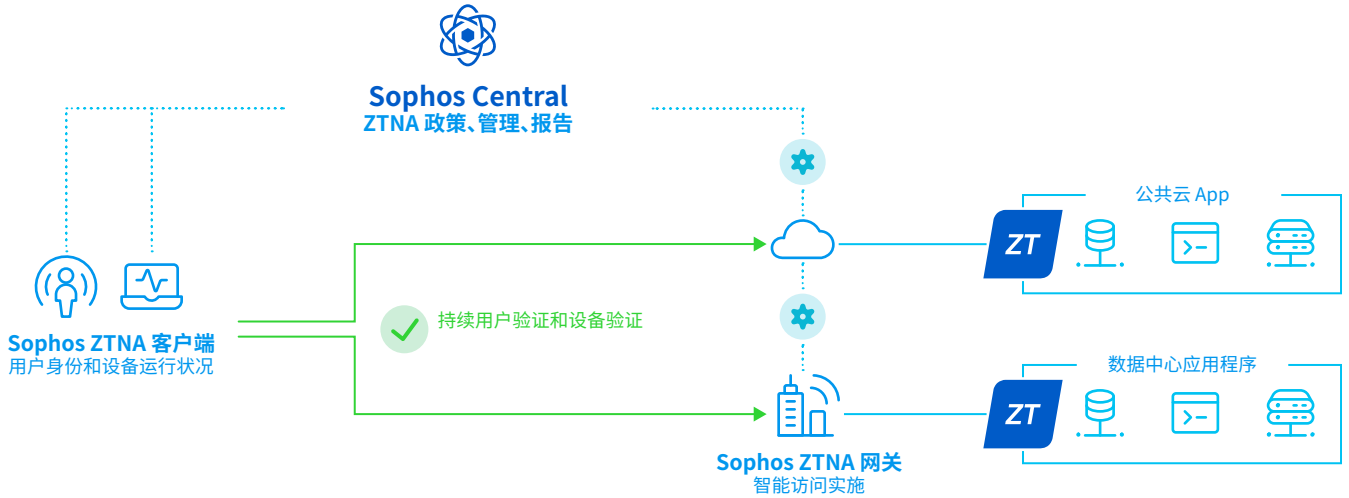 Sophos Central
ZTNA 政策、管理、报告
公共云 App
ZT
持续用户验证和设备验证
Sophos ZTNA 客户端
用户身份和设备运行状况
数据中心应用程序
ZT
Sophos ZTNA 网关
智能访问实施